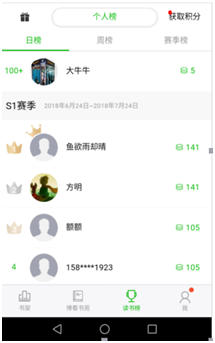 个人榜 获取积分
日榜 周榜 赛季榜
100+ 大牛牛 5
S1赛季 2018年6月24日~2018年7月24日
鱼欲雨却晴 141
方明 141
额额 105
4 158****1923 105
书架 博看书苑 读书榜 我